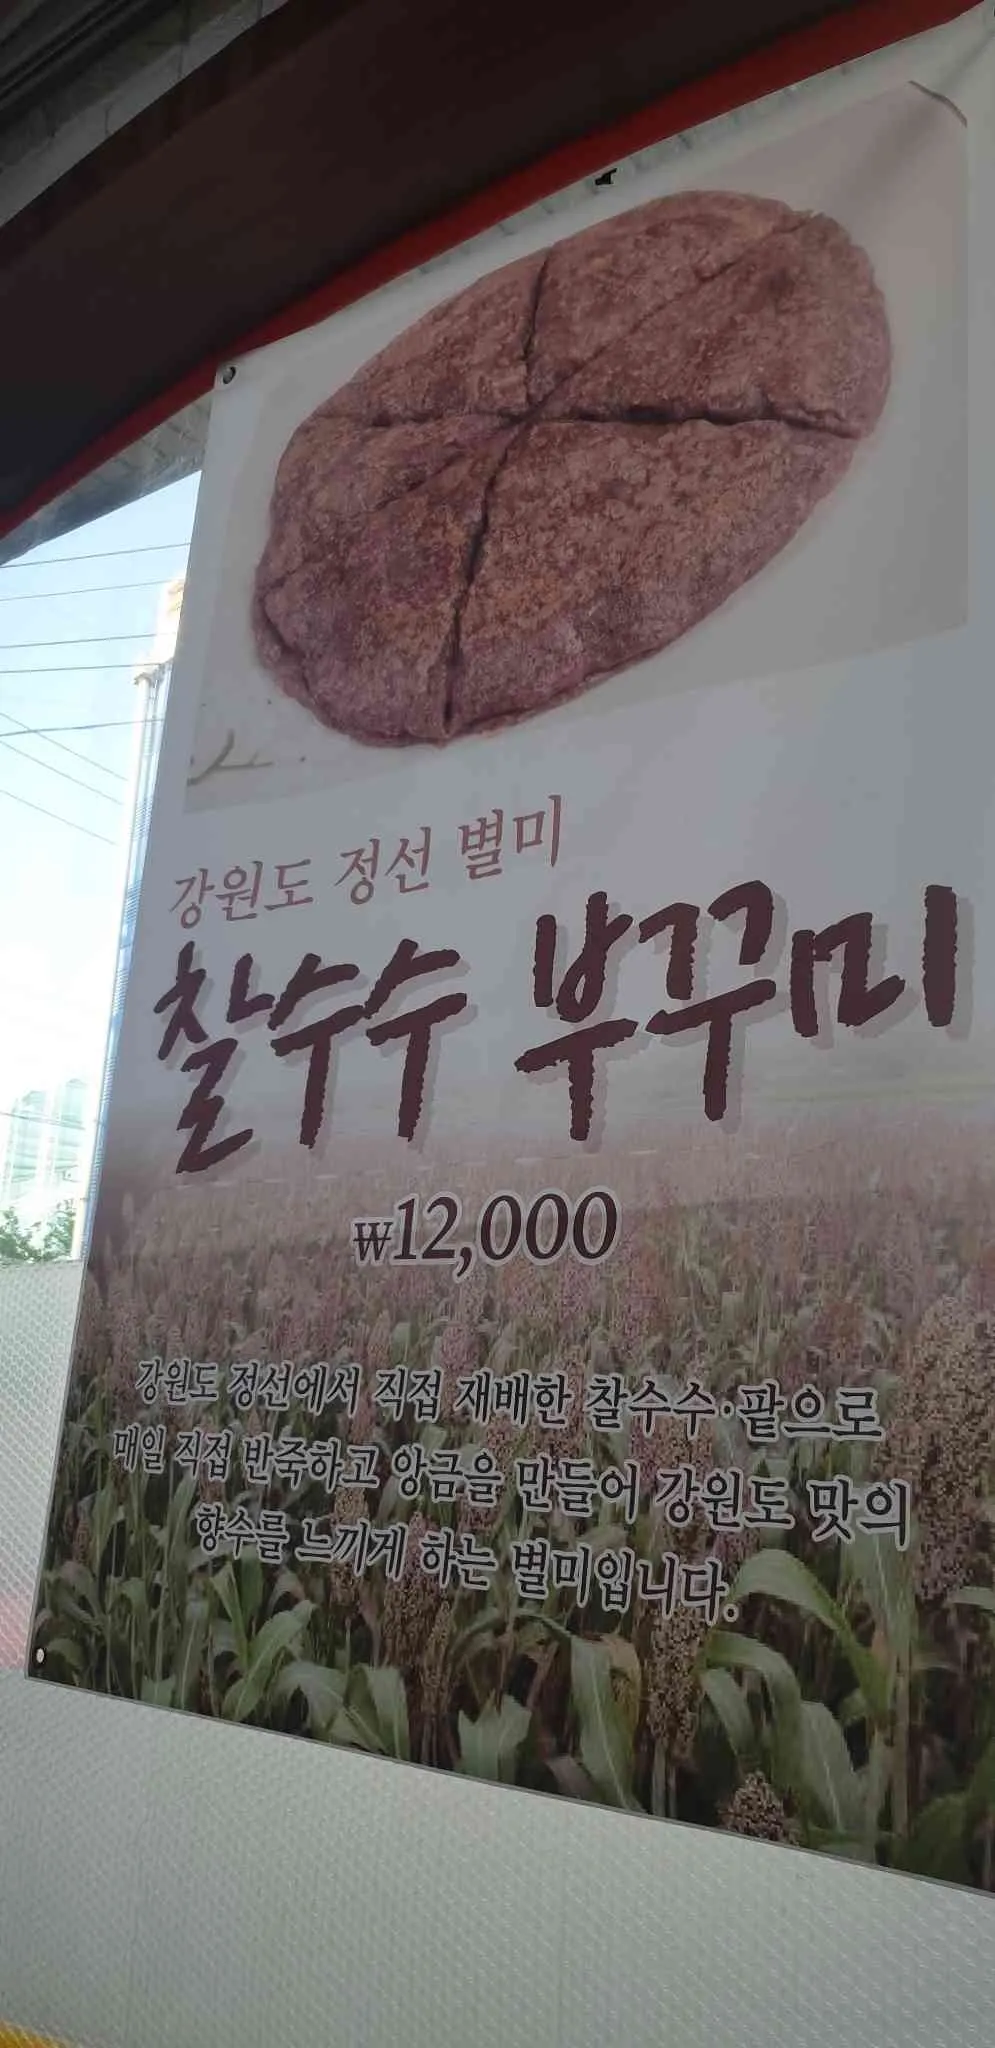 강원도 정선 별미
찰수수 부꾸미
₩12,000
강원도 정선에서 직접 재배한 찰수수·팥으로
매일 직접 반죽하고 앙금을 만들어 강원도 맛의
향수를 느끼게 하는 별미입니다.